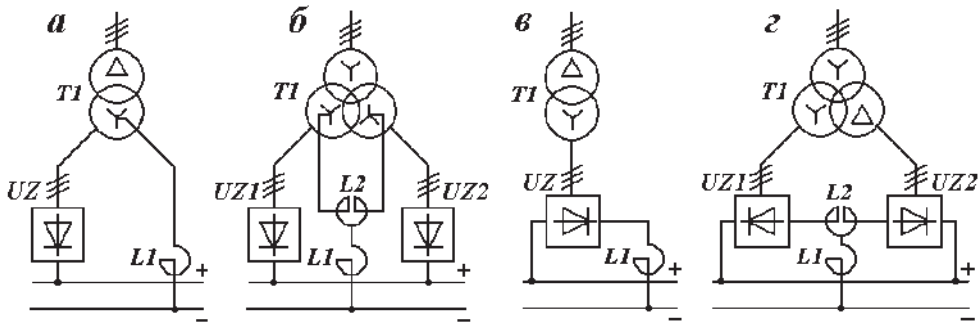 а
T1
UZ
L1
+
−
б
T1
UZ1
L2
UZ2
L1
+
−
в
T1
UZ
L1
+
−
г
T1
UZ1
L2
UZ2
L1
+
−